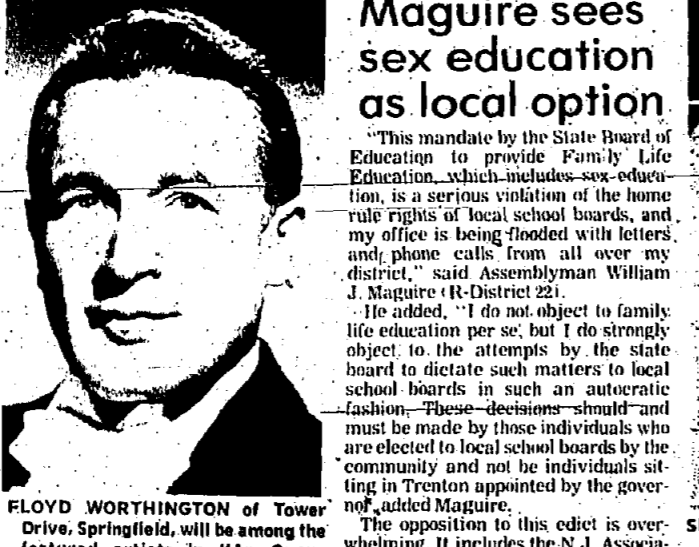 Maguire sees
sex education
as local option
"This mandate by the State Board of
Education to provide Family Life
Education, which includes sex educa-
tion, is a serious violation of the home
rule rights of local school boards, and
my office is being flooded with letters
and phone calls from all over my
district," said Assemblyman William
J. Maguire (R-District 22).
He added, "I do not object to family
life education per se, but I do strongly
object to the attempts by the state
board to dictate such matters to local
school boards in such an autocratic
fashion. These decisions should and
must be made by those individuals who
are elected to local school boards by the
community and not be individuals sit-
ting in Trenton appointed by the gover-
nor", added Maguire.
The opposition to this edict is over-
whelming. It includes the N.J. Associa-
FLOYD WORTHINGTON of Tower
Drive, Springfield, will be among the